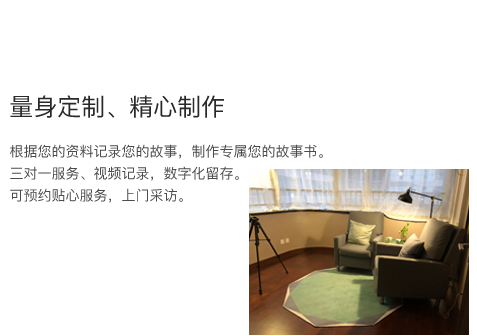 量身定制、精心制作
根据您的资料记录您的故事，制作专属您的故事书。
三对一服务、视频记录，数字化留存。
可预约贴心服务，上门采访。